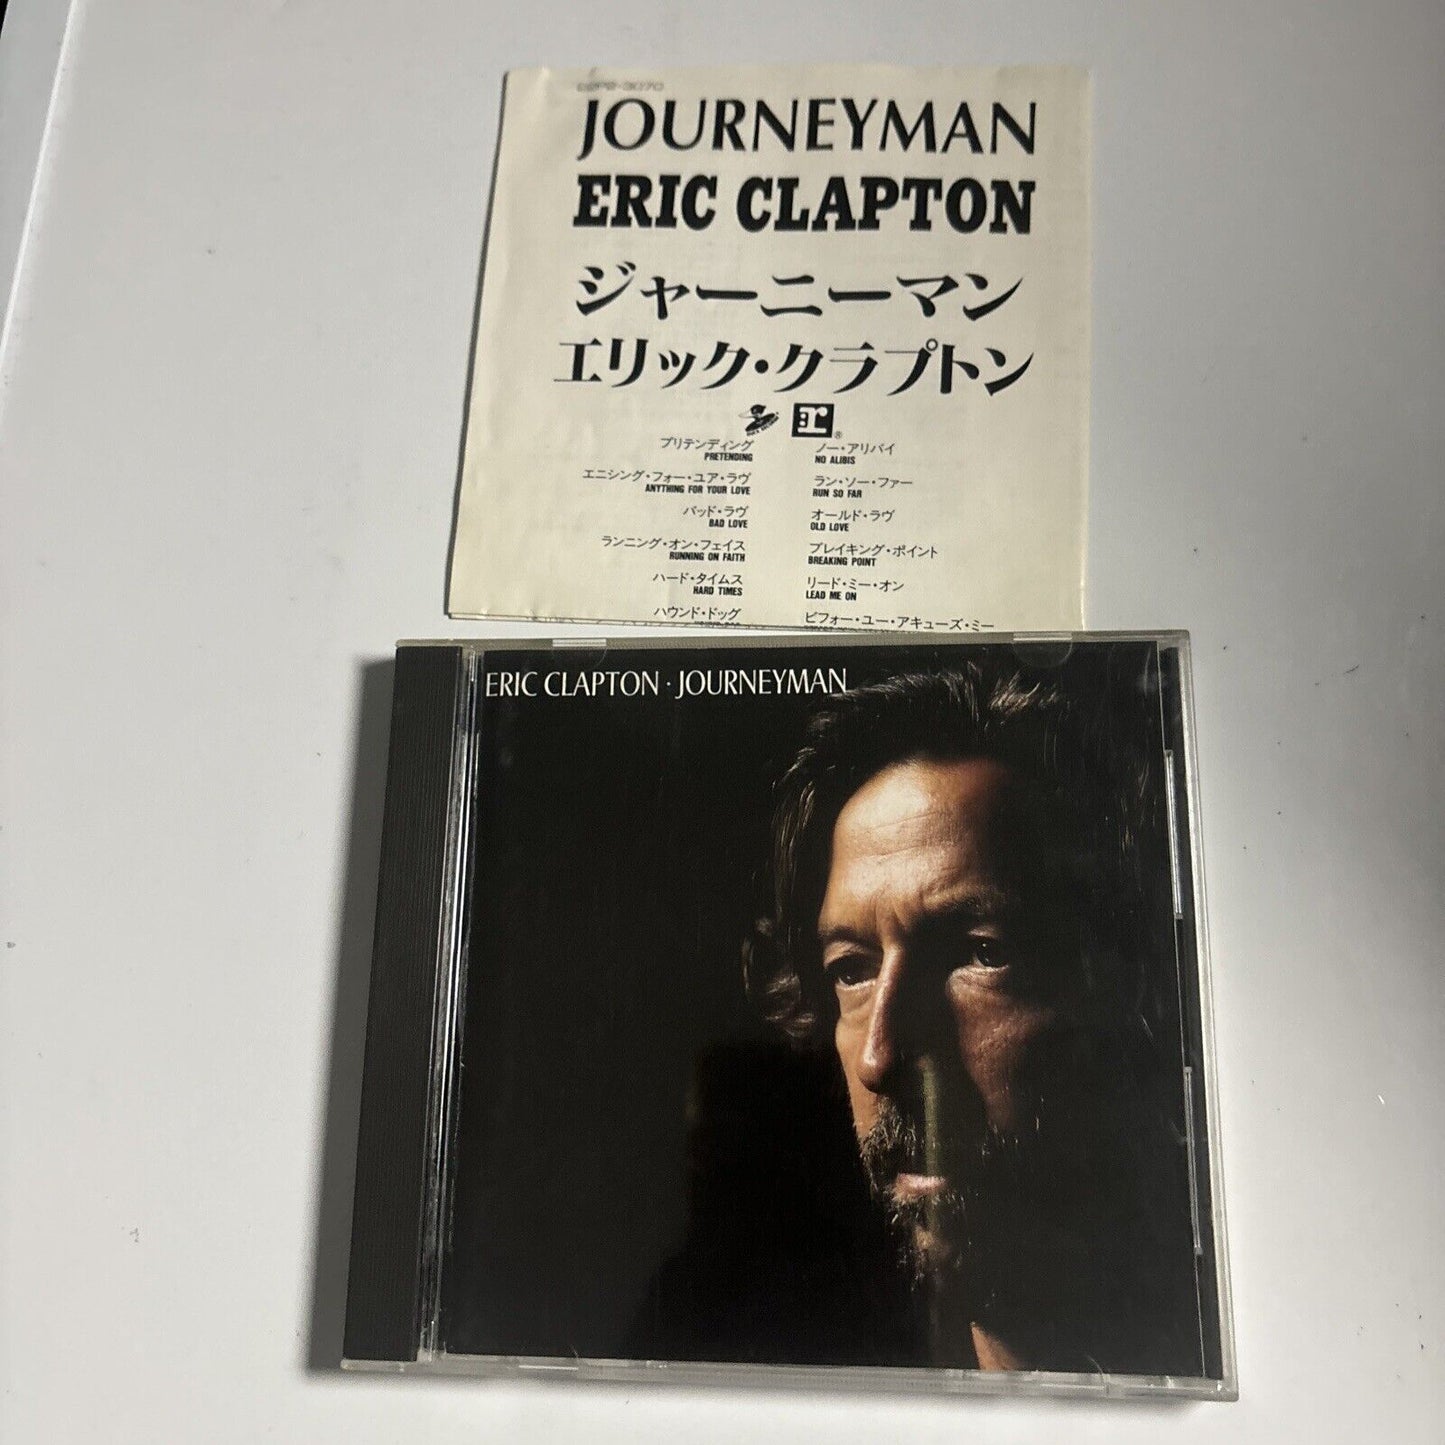 22P2-3070
JOURNEYMAN
ERIC CLAPTON
ジャーニーマン
エリック・クラプトン
r®
プリテンディング
PRETENDING
エニシング・フォー・ユア・ラヴ
ANYTHING FOR YOUR LOVE
バッド・ラヴ
BAD LOVE
ランニング・オン・フェイス
RUNNING ON FAITH
ハード・タイムス
HARD TIMES
ハウンド・ドッグ
ノー・アリバイ
NO ALIBIS
ラン・ソー・ファー
RUN SO FAR
オールド・ラヴ
OLD LOVE
ブレイキング・ポイント
BREAKING POINT
リード・ミー・オン
LEAD ME ON
ビフォー・ユー・アキューズ・ミー
ERIC CLAPTON · JOURNEYMAN